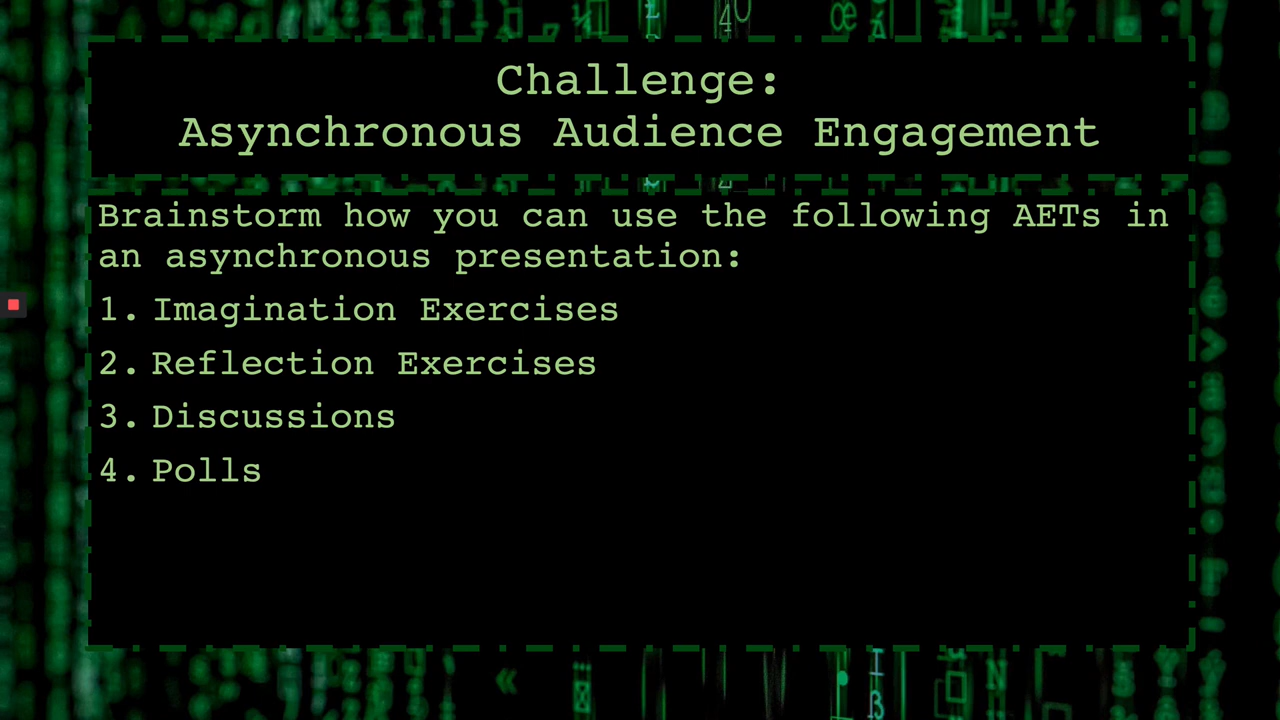 Challenge:
Asynchronous Audience Engagement
Brainstorm how you can use the following AETs in
an asynchronous presentation:
1. Imagination Exercises
2. Reflection Exercises
3. Discussions
4. Polls